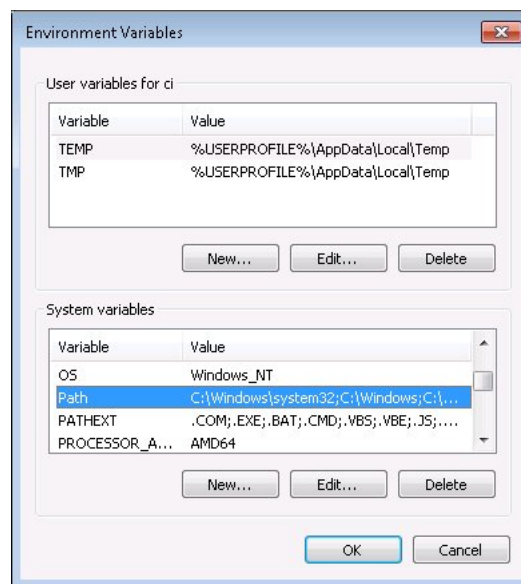 Environment Variables
User variables for ci
Variable Value
TEMP %USERPROFILE%\AppData\Local\Temp
TMP %USERPROFILE%\AppData\Local\Temp
New... Edit... Delete
System variables
Variable Value
OS Windows_NT
Path C:\Windows\system32;C:\Windows;C:\...
PATHEXT .COM;.EXE;.BAT;.CMD;.VBS;.VBE;.JS;....
PROCESSOR_A... AMD64
New... Edit... Delete
OK Cancel